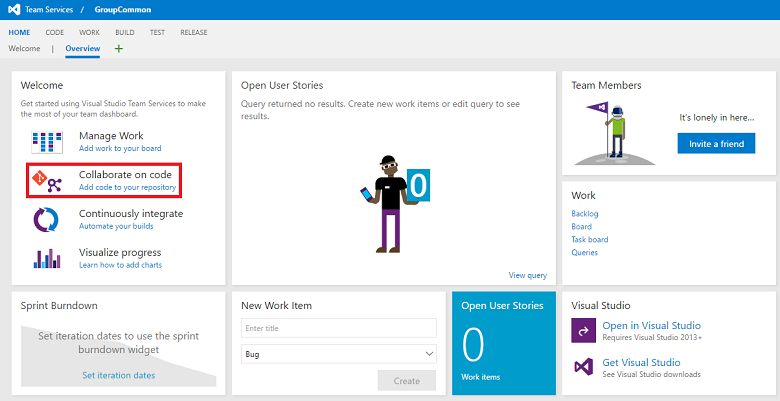 Team Services / GroupCommon
HOME CODE WORK BUILD TEST RELEASE
Welcome | Overview +
Welcome
Get started using Visual Studio Team Services to make
the most of your team dashboard.
Manage Work
Add work to your board
Collaborate on code
Add code to your repository
Continuously integrate
Automate your builds
Visualize progress
Learn how to add charts
Open User Stories
Query returned no results. Create new work items or edit query to see
results.
0
View query
Team Members
It's lonely in here...
Invite a friend
Work
Backlog
Board
Task board
Queries
Sprint Burndown
Set iteration dates to use the sprint
burndown widget
Set iteration dates
New Work Item
Enter title
Bug
Create
Open User Stories
0
Work items
Visual Studio
Open in Visual Studio
Requires Visual Studio 2013+
Get Visual Studio
See Visual Studio downloads